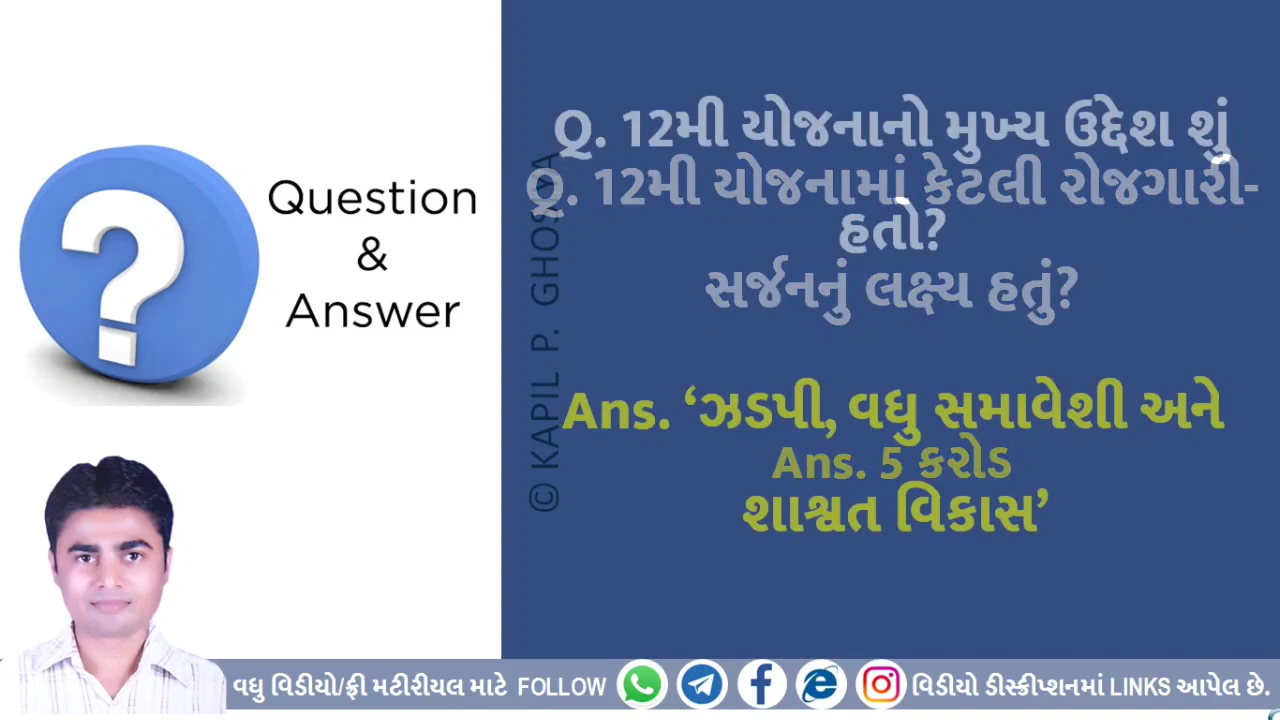 Question
&
Answer
Q. 12મી યોજનાનો મુખ્ય ઉદ્દેશ શું
હતો?
Q. 12મી યોજનામાં કેટલી રોજગારી-
સર્જનનું લક્ષ્ય હતું?
Ans. ‘ઝડપી, વધુ સમાવેશી અને
શાશ્વત વિકાસ’
Ans. 5 કરોડ
© KAPIL P. GHOSYA
વધુ વિડીયો/ફ્રી મટીરીયલ માટે FOLLOW
વિડીયો ડીસ્ક્રીપ્શનમાં LINKS આપેલ છે.